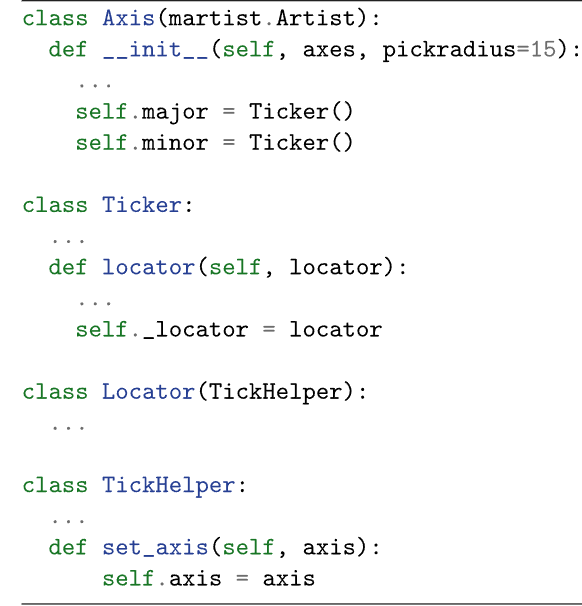 class Axis(martist.Artist):
  def __init__(self, axes, pickradius=15):
    ...
    self.major = Ticker()
    self.minor = Ticker()

class Ticker:
  ...
  def locator(self, locator):
    ...
    self._locator = locator

class Locator(TickHelper):
  ...

class TickHelper:
  ...
  def set_axis(self, axis):
      self.axis = axis